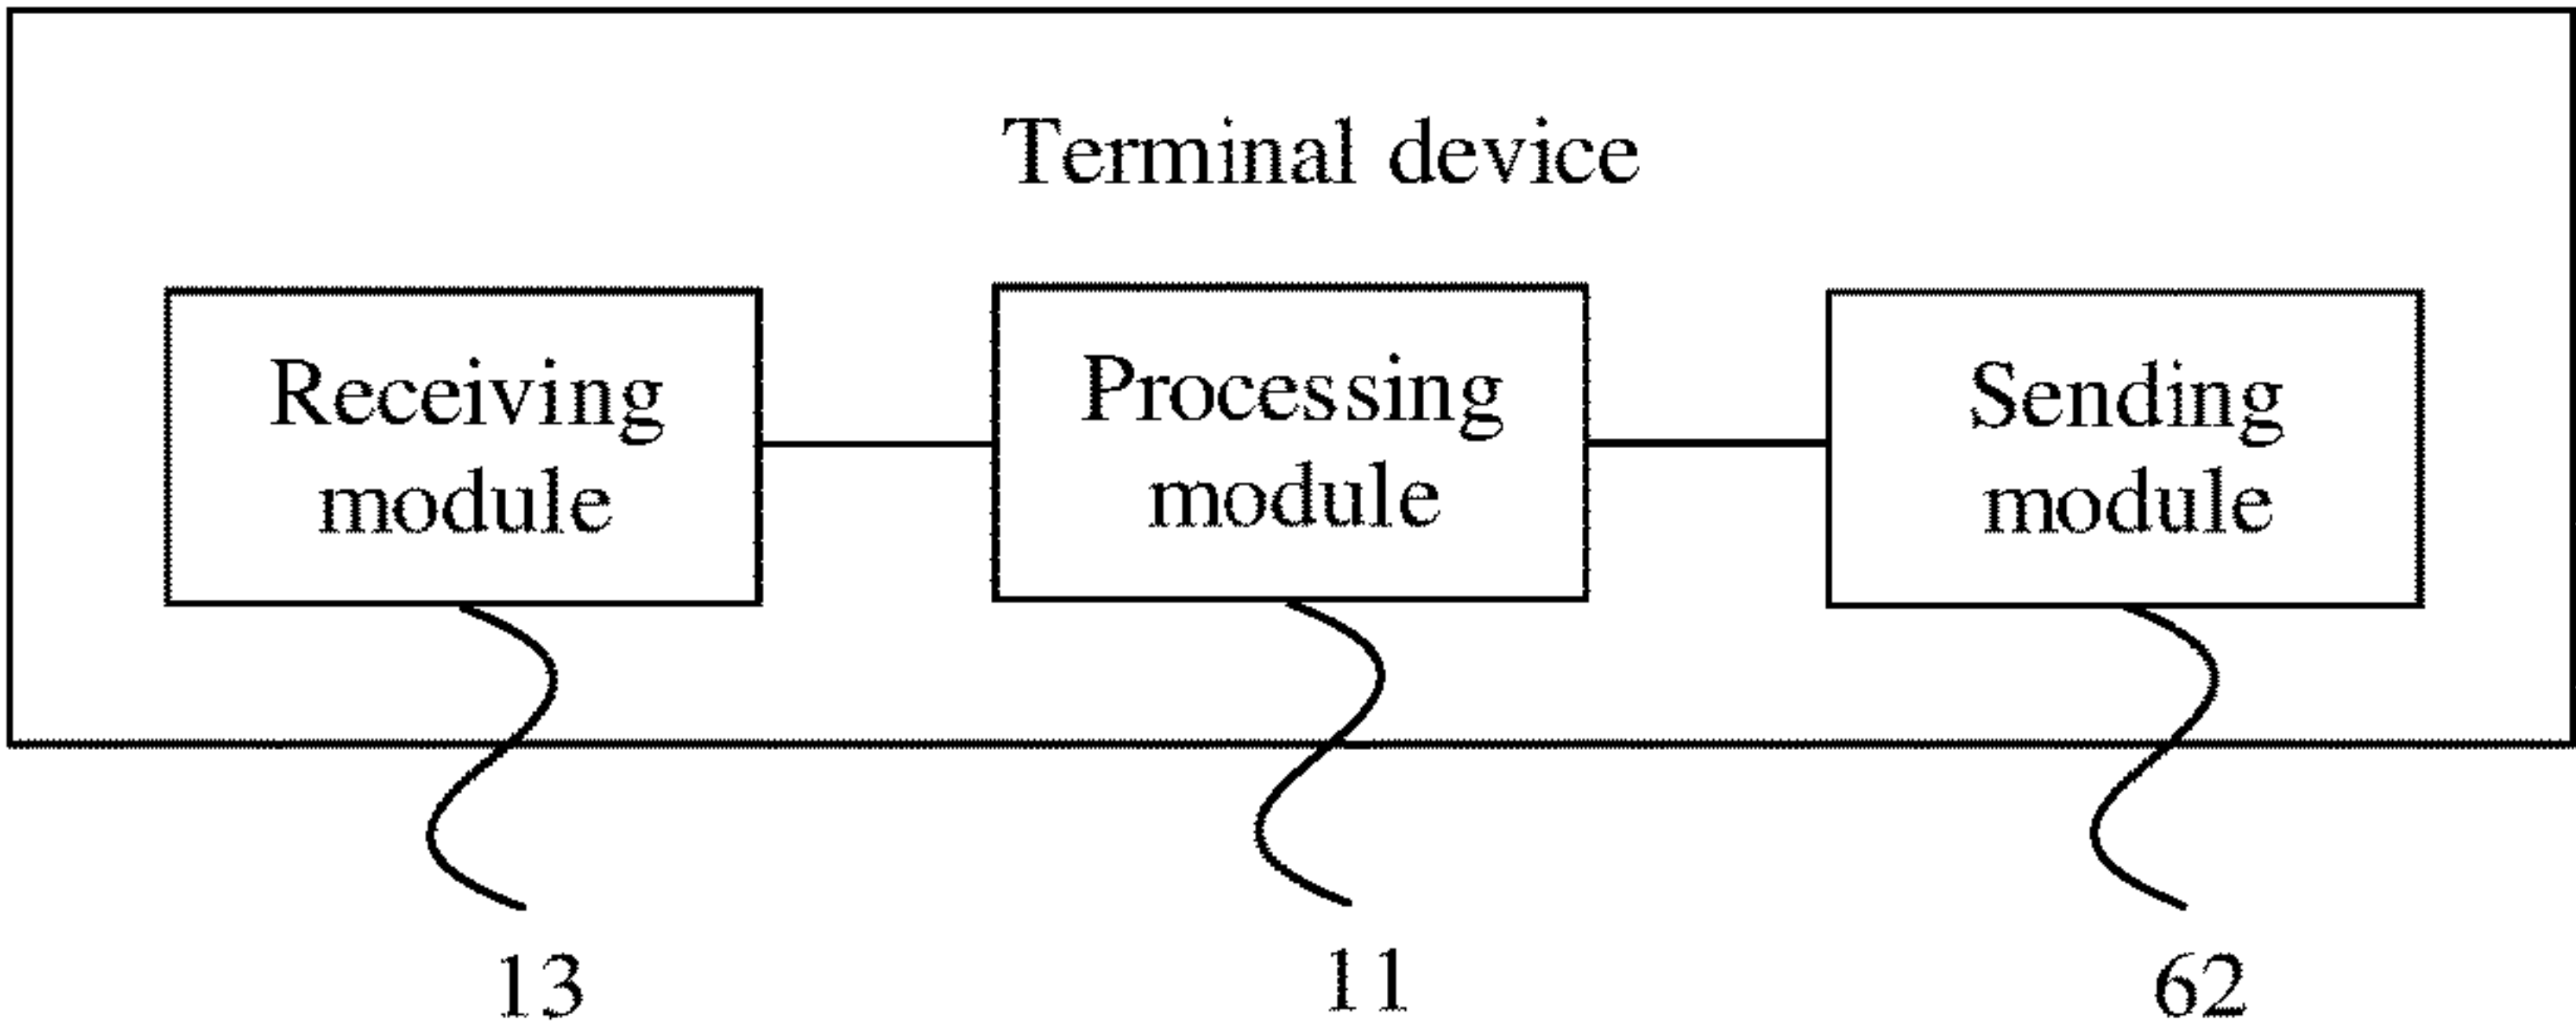 Terminal device
Receiving
module
Processing
module
Sending
module
13
11
62